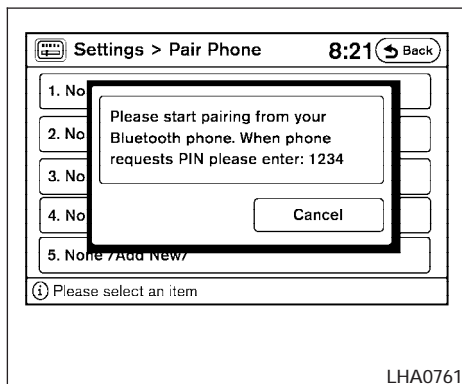 Settings > Pair Phone 8:21 Back
1. No
Please start pairing from your
Bluetooth phone. When phone
requests PIN please enter: 1234
2. No
3. No
4. No
Cancel
5. None /Add New/
Please select an item
LHA0761